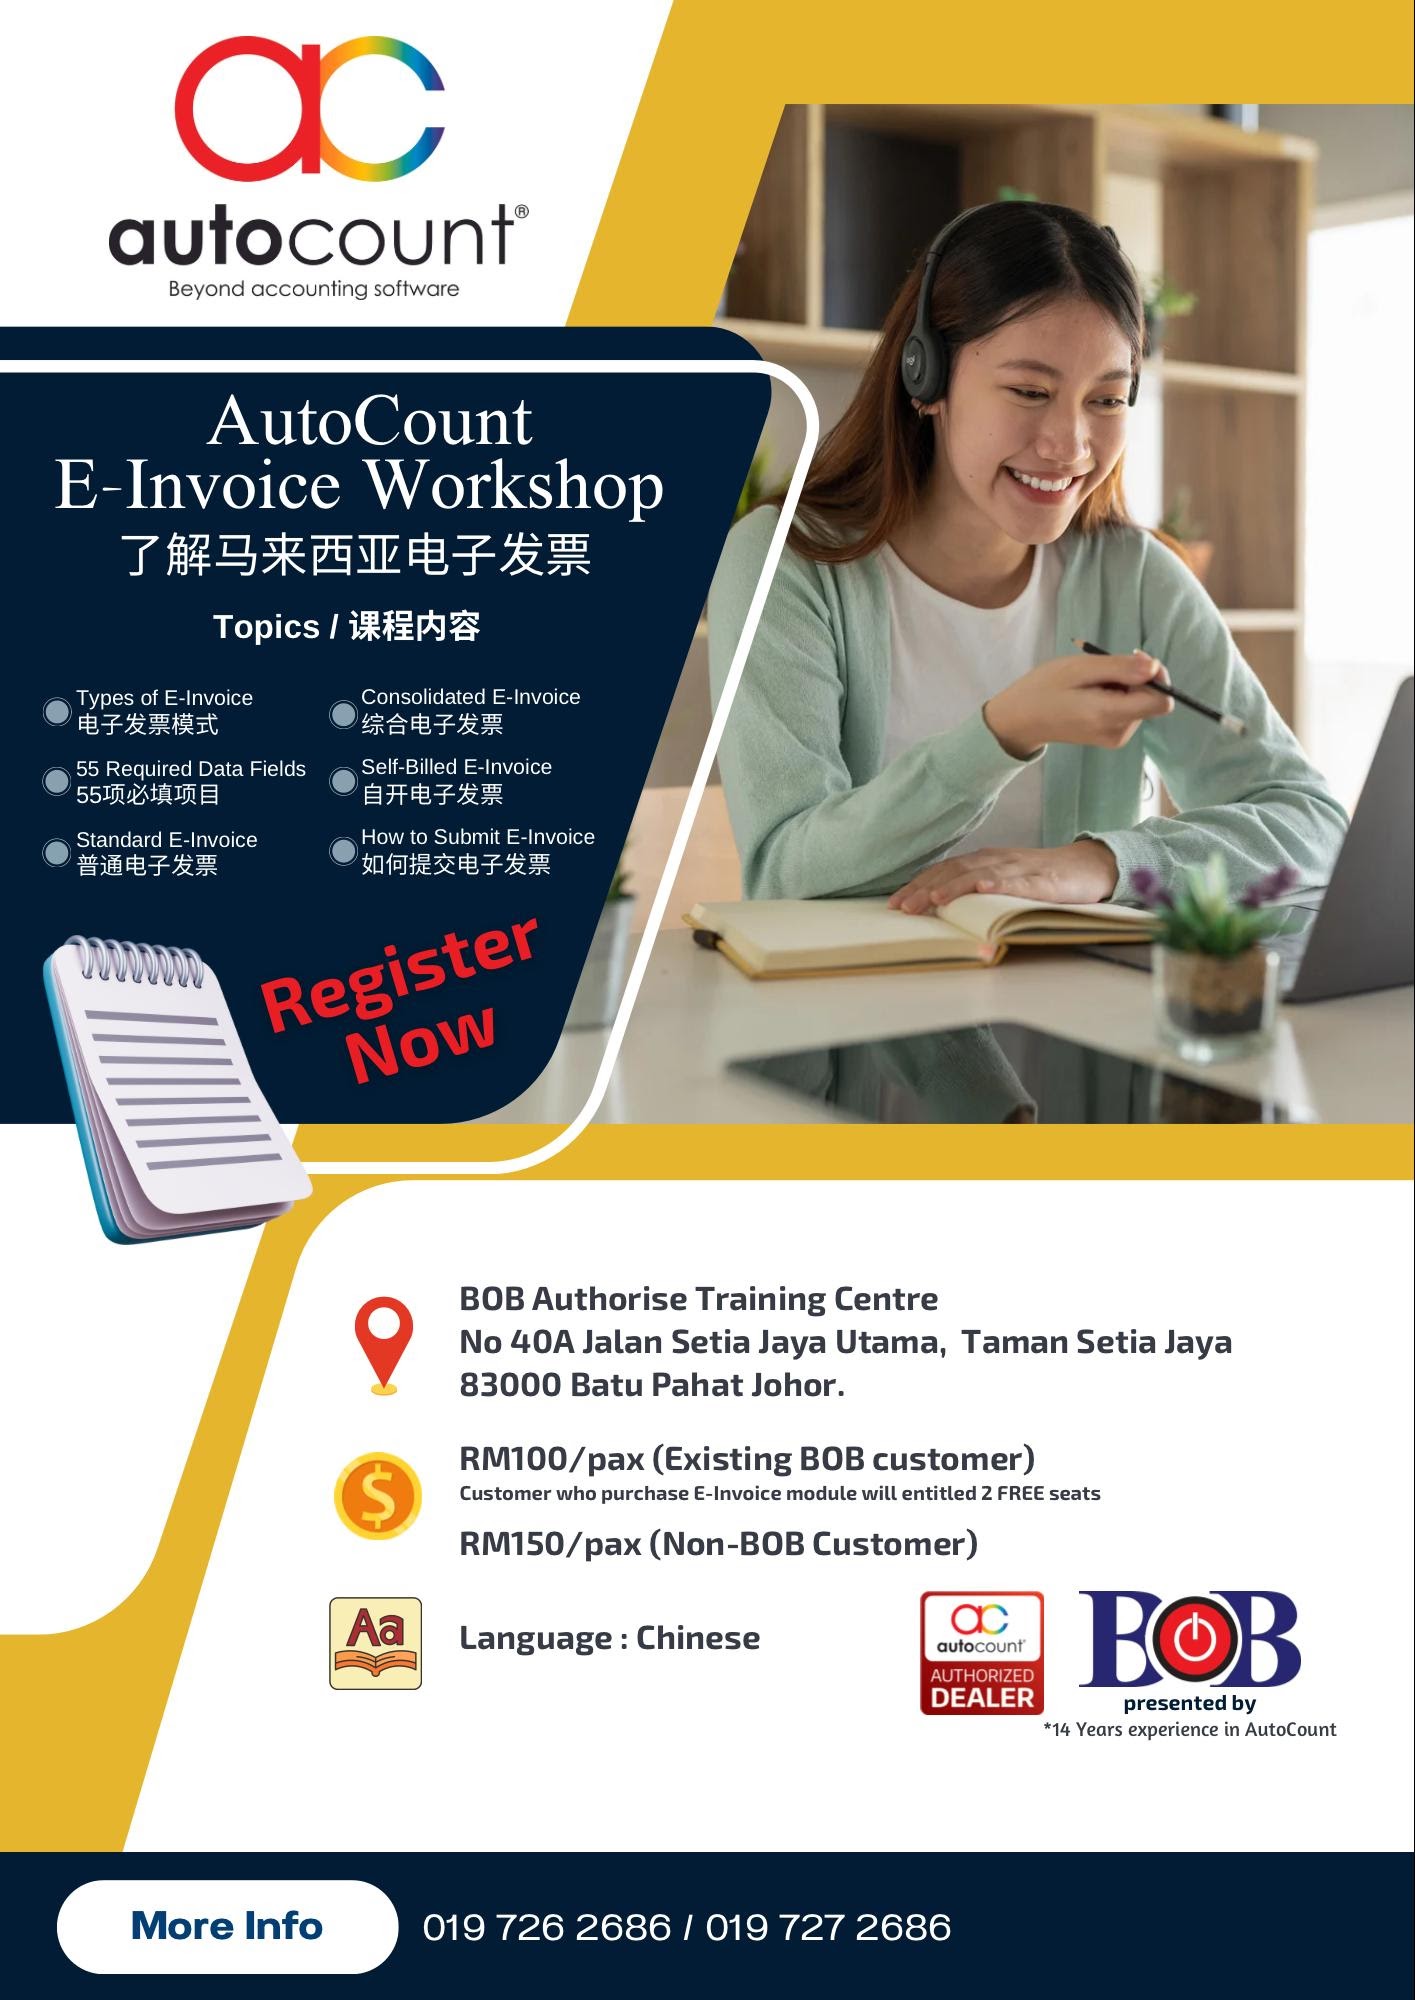 ac
autocount®
Beyond accounting software
AutoCount
E-Invoice Workshop
了解马来西亚电子发票
Topics / 课程内容
Types of E-Invoice
电子发票模式
55 Required Data Fields
55项必填项目
Standard E-Invoice
普通电子发票
Consolidated E-Invoice
综合电子发票
Self-Billed E-Invoice
自开电子发票
How to Submit E-Invoice
如何提交电子发票
Register
Now
BOB Authorise Training Centre
No 40A Jalan Setia Jaya Utama, Taman Setia Jaya
83000 Batu Pahat Johor.
RM100/pax (Existing BOB customer)
Customer who purchase E-Invoice module will entitled 2 FREE seats
RM150/pax (Non-BOB Customer)
Aa
Language : Chinese
ac
autocount
AUTHORIZED
DEALER
BOB
presented by
*14 Years experience in AutoCount
More Info
019 726 2686 / 019 727 2686